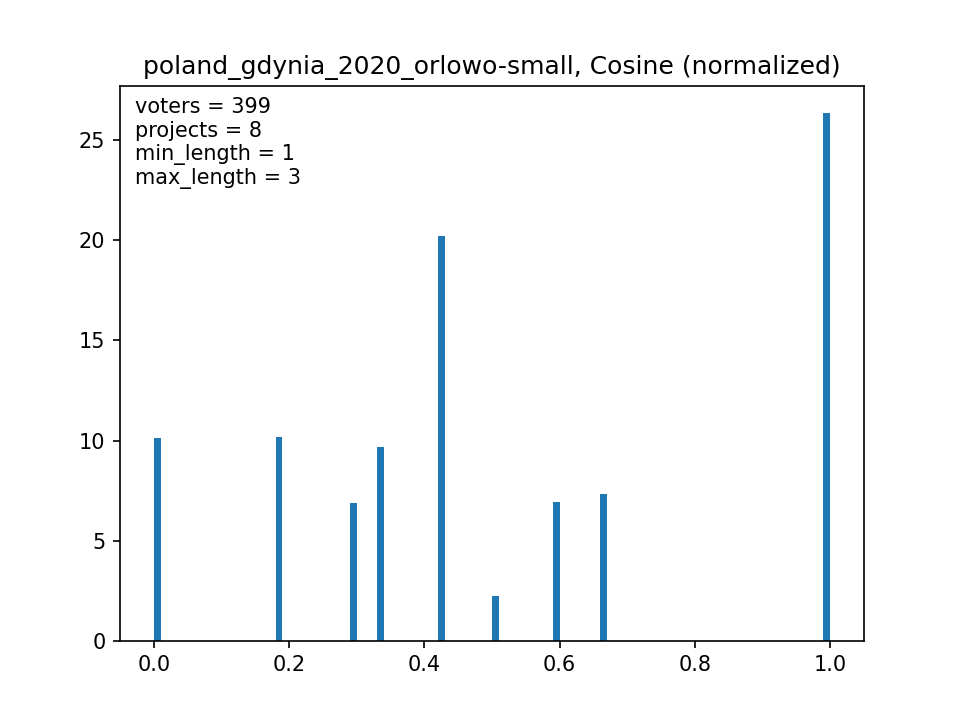 poland_gdynia_2020_orlowo-small, Cosine (normalized)
voters = 399
projects = 8
min_length = 1
max_length = 3
25
20
15
10
5
0
0.0 0.2 0.4 0.6 0.8 1.0